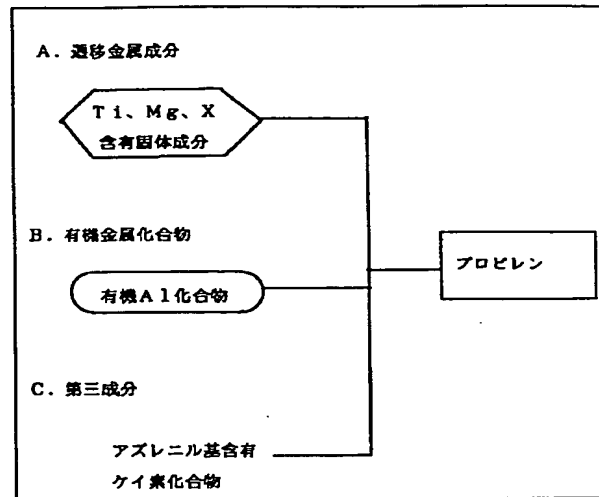 A．遷移金属成分
Ti、Mg、X
含有固体成分
B．有機金属化合物
有機Al化合物
プロピレン
C．第三成分
アズレニル基含有
ケイ素化合物